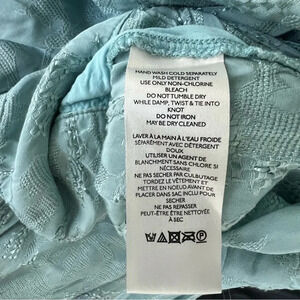 HAND WASH COLD SEPARATELY
MILD DETERGENT
USE ONLY NON-CHLORINE
BLEACH
DO NOT TUMBLE DRY
WHILE DAMP, TWIST & TIE INTO
KNOT
DO NOT IRON
MAY BE DRY CLEANED
LAVER À LA MAIN À L'EAU FROIDE
SÉPARÉMENT AVEC DÉTERGENT
DOUX
UTILISER UN AGENT DE
BLANCHIMENT SANS CHLORE SI
NÉCESSAIRE
NE PAS SÉCHER PAR CULBUTAGE
TORDEZ LE VÊTEMENT ET
METTRE EN NOEUD AVANT DE
PLACER DANS SAC INCLU POUR
SÉCHER
NE PAS REPASSER
PEUT-ÊTRE ÊTRE NETTOYÉE
À SEC